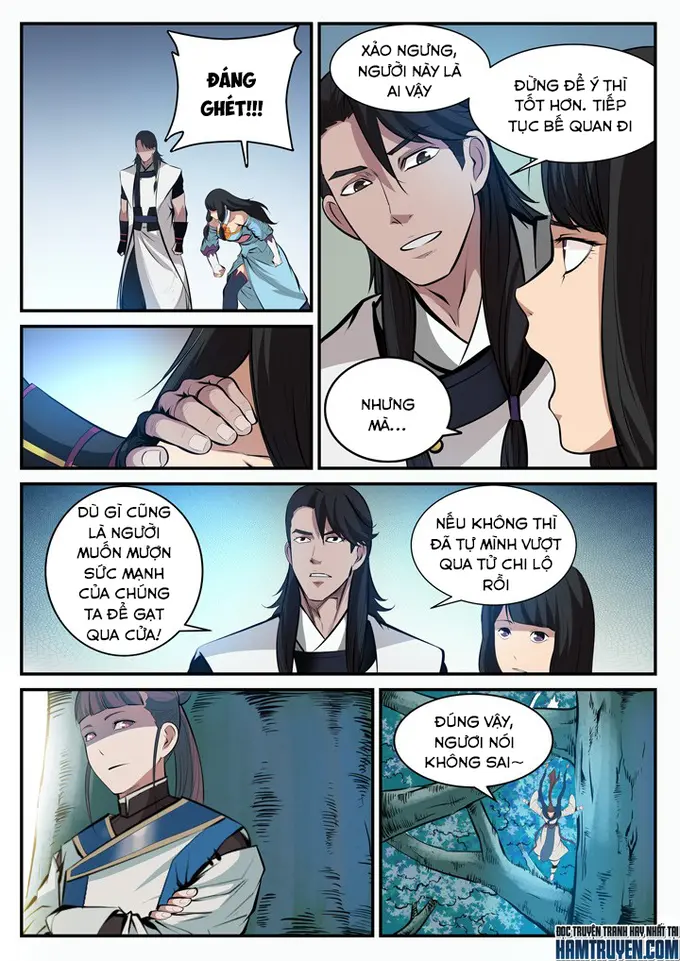 ĐÁNG
GHÉT!!!
XẢO NGƯNG,
NGƯỜI NÀY LÀ
AI VẬY
ĐỪNG ĐỂ Ý THÌ
TỐT HƠN. TIẾP
TỤC BẾ QUAN ĐI
NHƯNG
MÀ...
DÙ GÌ CŨNG
LÀ NGƯỜI
MUỐN MƯỢN
SỨC MẠNH
CỦA CHÚNG
TA ĐỂ GẠT
QUA CỬA!
NẾU KHÔNG THÌ
ĐÃ TỰ MÌNH VƯỢT
QUA TỬ CHI LỘ
RỒI
ĐÚNG VẬY,
NGƯƠI NÓI
KHÔNG SAI~
ĐỌC TRUYỆN TRANH HAY NHẤT TẠI
HAMTRUYEN.COM